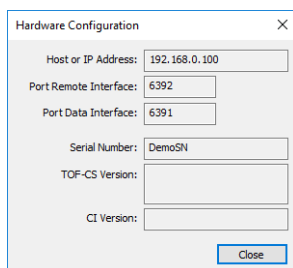 Hardware Configuration
Host or IP Address: 192.168.0.100
Port Remote Interface: 6392
Port Data Interface: 6391
Serial Number: DemoSN
TOF-CS Version:
CI Version:
Close